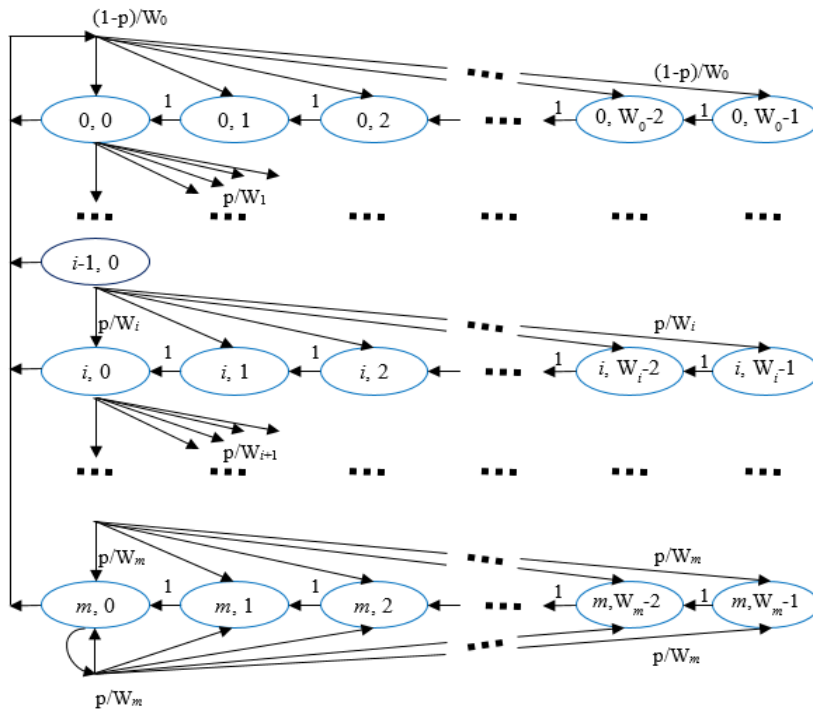 (1-p)/W₀
(1-p)/W₀
1 1 1 1
0, 0 0, 1 0, 2 0, W₀-2 0, W₀-1
p/W₁
i-1, 0
p/Wᵢ p/Wᵢ
1 1 1 1
i, 0 i, 1 i, 2 i, Wᵢ-2 i, Wᵢ-1
p/Wᵢ₊₁
p/Wₘ p/Wₘ
1 1 1 1
m, 0 m, 1 m, 2 m,Wₘ-2 m,Wₘ-1
p/Wₘ
p/Wₘ